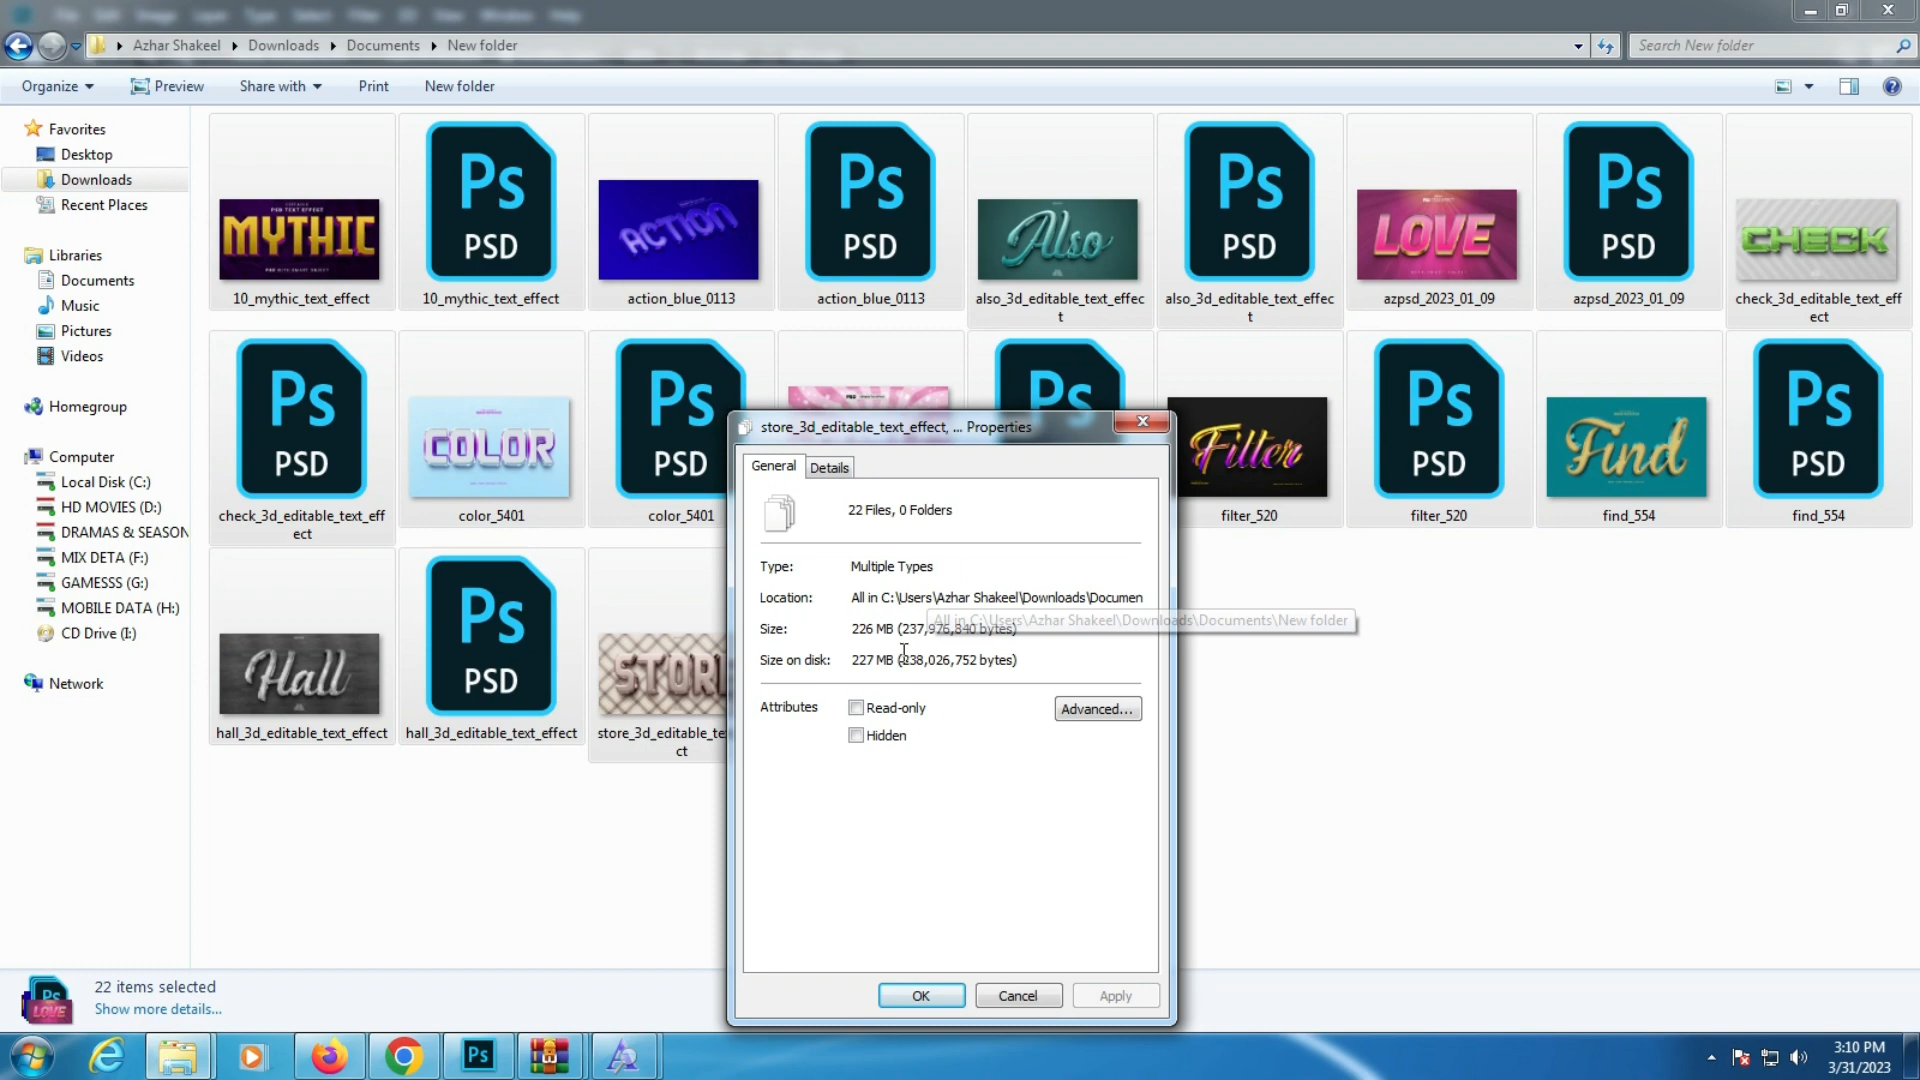 Azhar Shakeel ▸ Downloads ▸ Documents ▸ New folder
Search New folder
Organize
Preview
Share with
Print
New folder
Favorites
Desktop
Downloads
Recent Places
Libraries
Documents
Music
Pictures
Videos
Homegroup
Computer
Local Disk (C:)
HD MOVIES (D:)
DRAMAS & SEASON
MIX DETA (F:)
GAMESSS (G:)
MOBILE DATA (H:)
CD Drive (I:)
Network
MYTHIC
Ps
PSD
ACTION
Ps
PSD
Also
Ps
PSD
LOVE
Ps
PSD
CHECK
10_mythic_text_effect
10_mythic_text_effect
action_blue_0113
action_blue_0113
also_3d_editable_text_effec
t
also_3d_editable_text_effec
t
azpsd_2023_01_09
azpsd_2023_01_09
check_3d_editable_text_eff
ect
Ps
PSD
COLOR
Ps
PSD
Ps
Filter
Ps
PSD
Find
Ps
PSD
check_3d_editable_text_eff
ect
color_5401
color_5401
filter_520
filter_520
find_554
find_554
Hall
Ps
PSD
STOR
hall_3d_editable_text_effect
hall_3d_editable_text_effect
store_3d_editable_te
ct
store_3d_editable_text_effect, ... Properties
General
Details
22 Files, 0 Folders
Type: Multiple Types
Location: All in C:\Users\Azhar Shakeel\Downloads\Documen
All in C:\Users\Azhar Shakeel\Downloads\Documents\New folder
Size: 226 MB (237,976,840 bytes)
Size on disk: 227 MB (238,026,752 bytes)
Attributes
Read-only
Hidden
Advanced...
OK
Cancel
Apply
Ps
LOVE
22 items selected
Show more details...
Ps
3:10 PM
3/31/2023